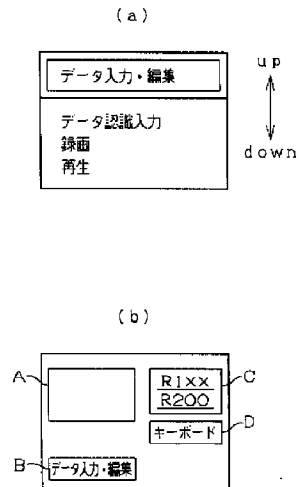 (a)
データ入力・編集
up
データ認識入力
録画
再生
down
(b)
A
R1××
R200
C
キーボード
D
B
データ入力・編集